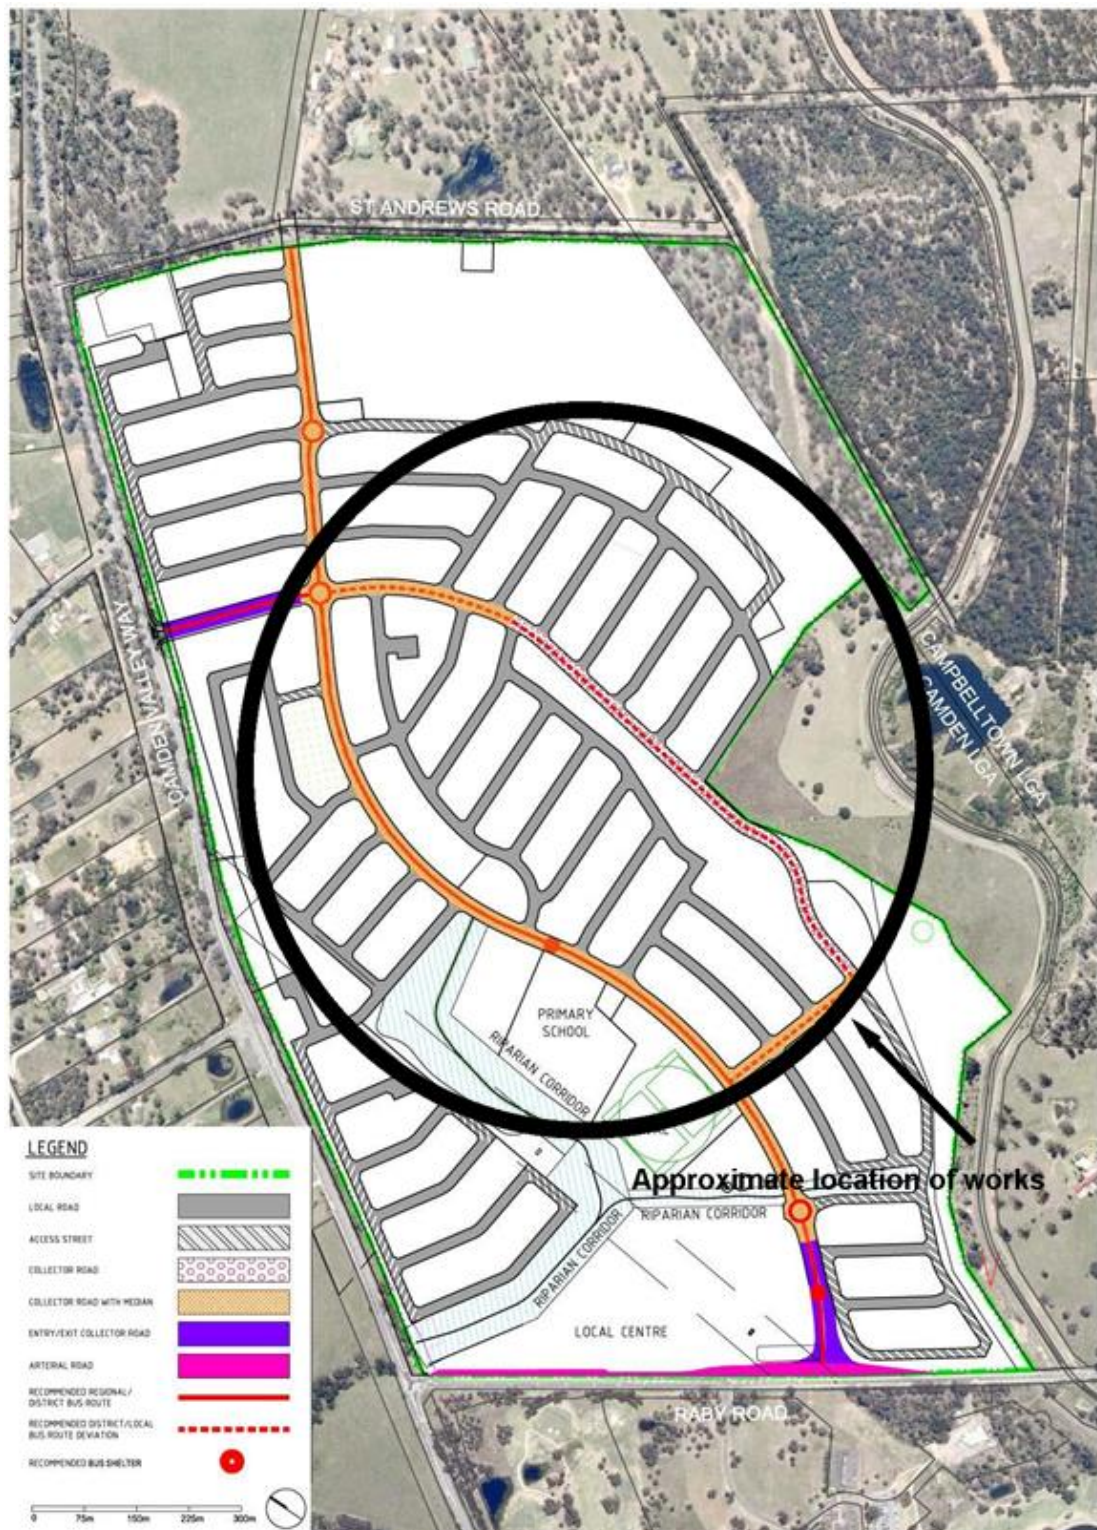 ST ANDREWS ROAD
CAMDEN VALLEY WAY
CAMPBELLTOWN LGA
CAMDEN LGA
PRIMARY
SCHOOL
RIPARIAN CORRIDOR
Approximate location of works
RIPARIAN CORRIDOR
RIPARIAN CORRIDOR
LOCAL CENTRE
RABY ROAD
LEGEND
SITE BOUNDARY
LOCAL ROAD
ACCESS STREET
COLLECTOR ROAD
COLLECTOR ROAD WITH MEDIAN
ENTRY/EXIT COLLECTOR ROAD
ARTERIAL ROAD
RECOMMENDED REGIONAL/
DISTRICT BUS ROUTE
RECOMMENDED DISTRICT/LOCAL
BUS ROUTE DEVIATION
RECOMMENDED BUS SHELTER
0 75m 150m 225m 300m